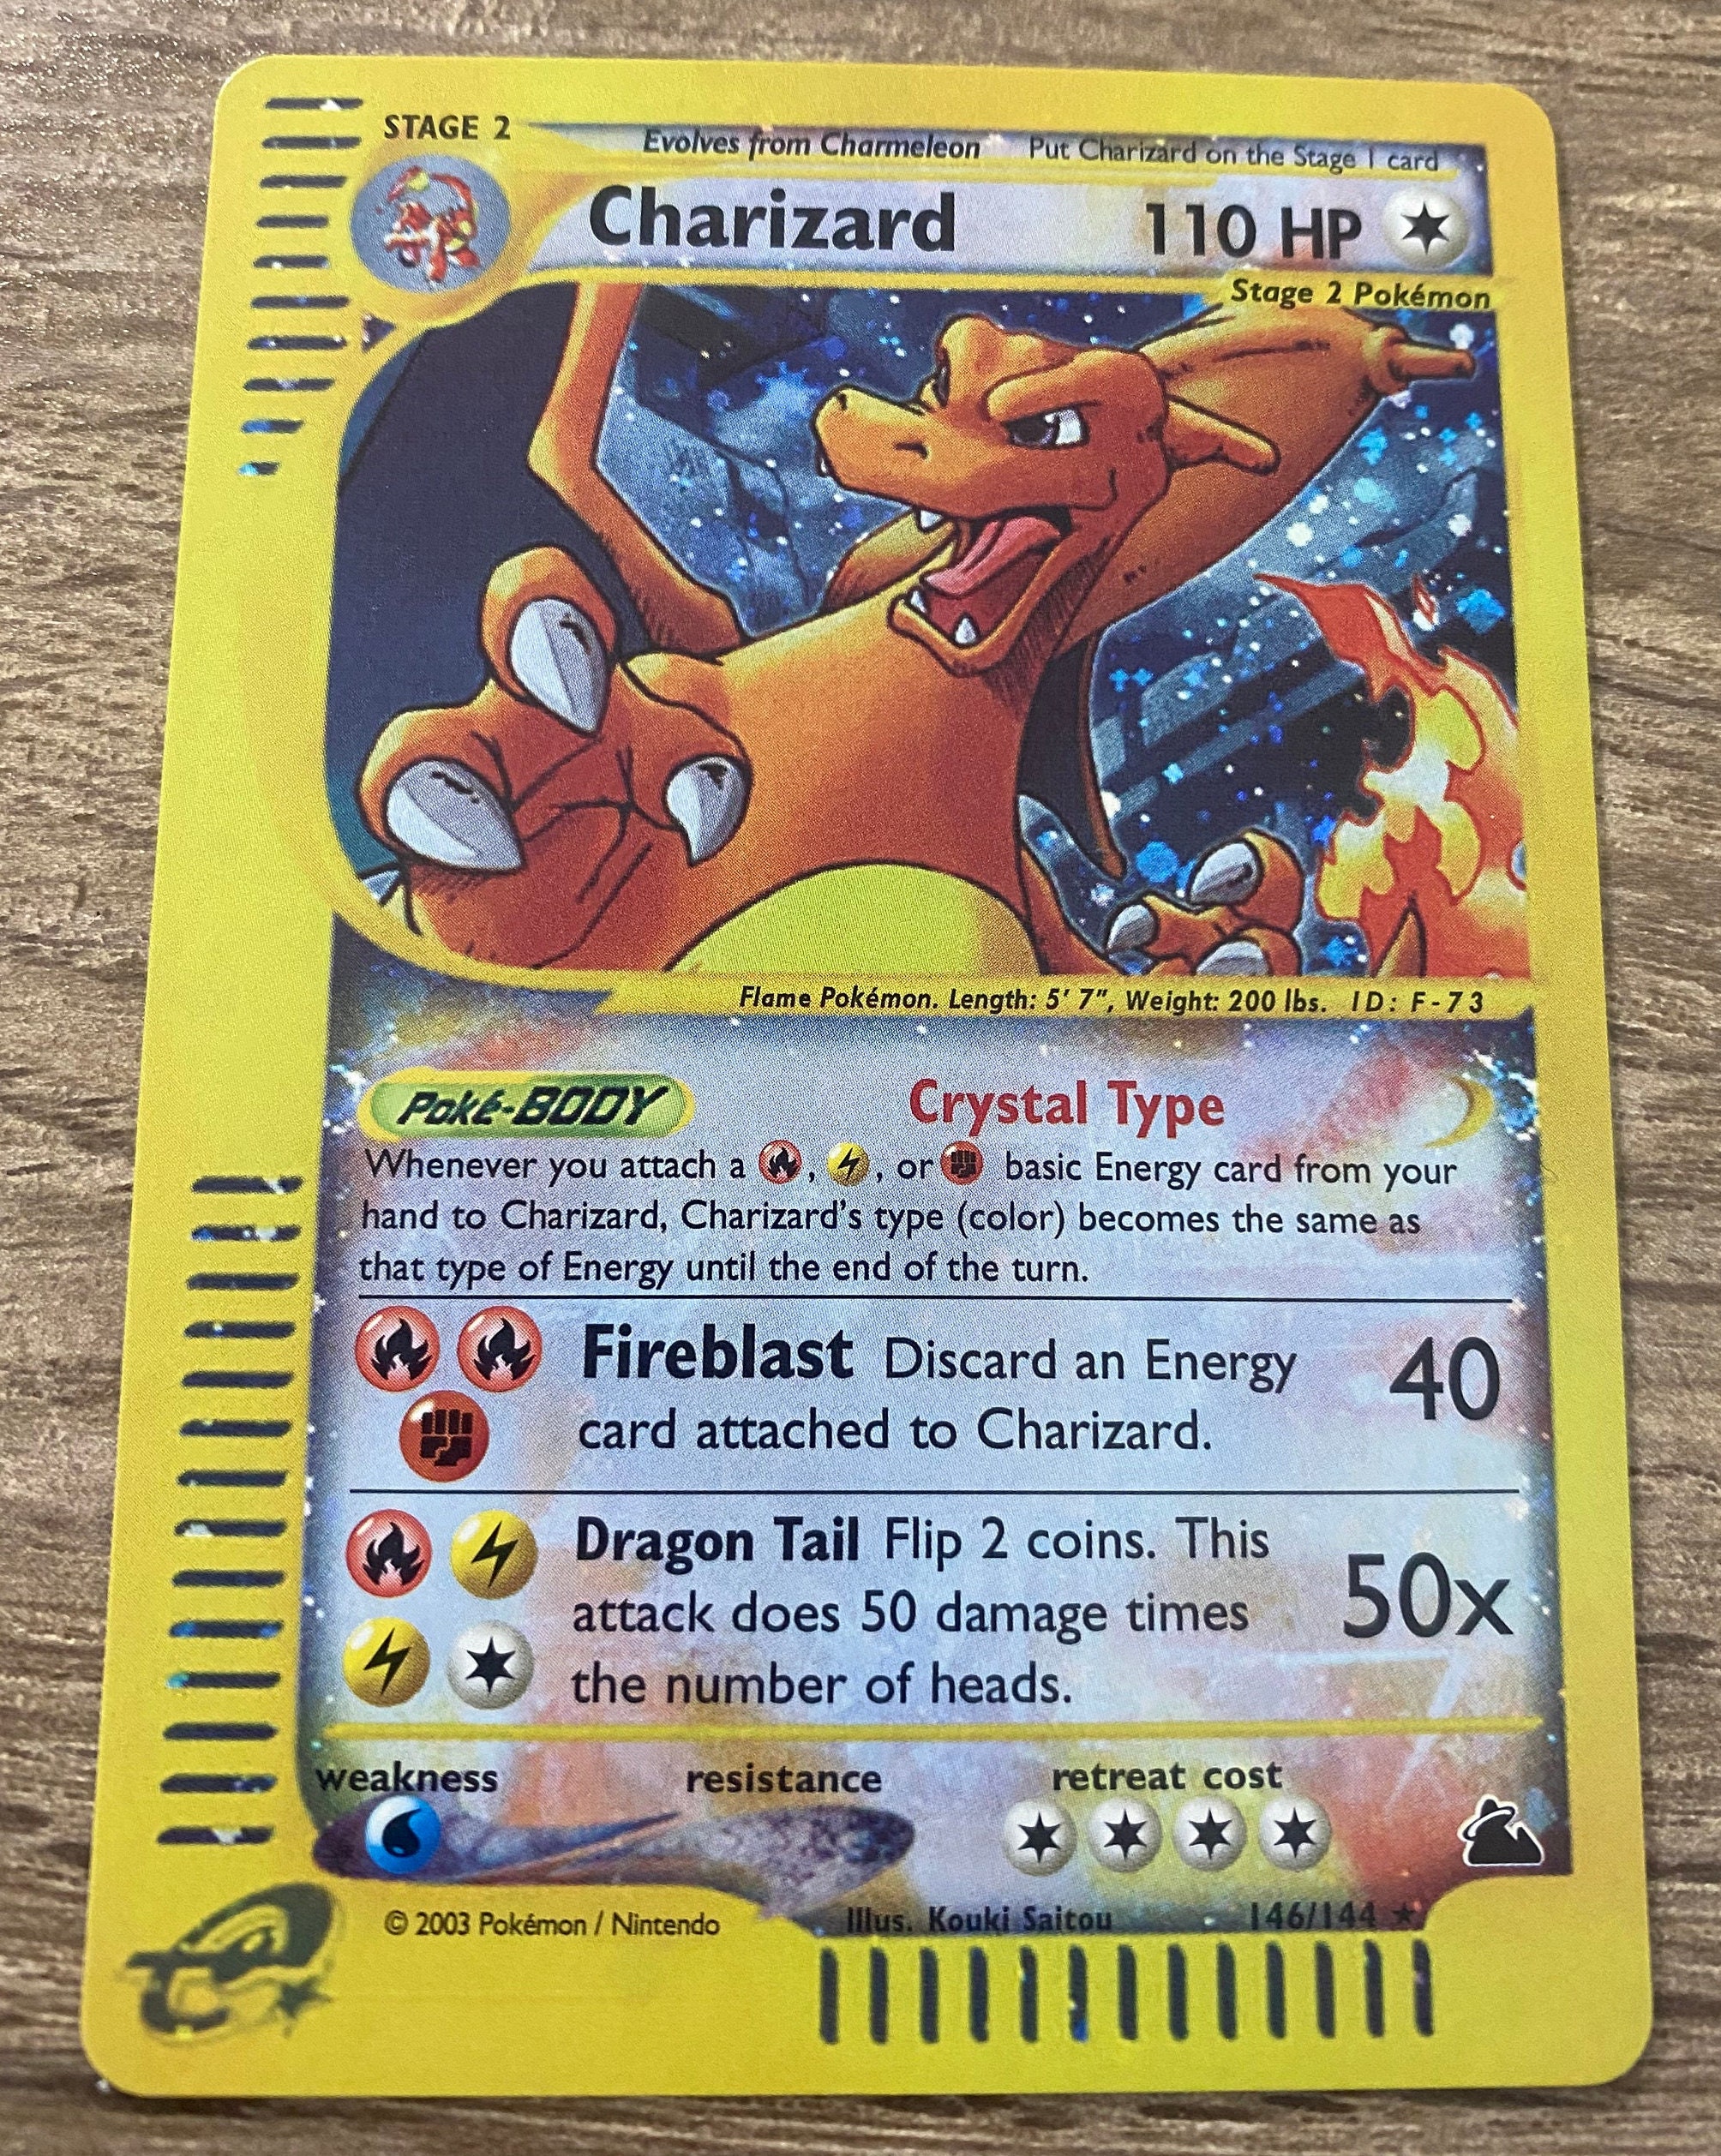 STAGE 2
Evolves from Charmeleon Put Charizard on the Stage 1 card
Charizard 110 HP
Stage 2 Pokémon
Flame Pokémon. Length: 5′ 7″, Weight: 200 lbs. ID: F-73
Poké-BODY Crystal Type
Whenever you attach a , , or basic Energy card from your
hand to Charizard, Charizard's type (color) becomes the same as
that type of Energy until the end of the turn.
Fireblast Discard an Energy
card attached to Charizard.
40
Dragon Tail Flip 2 coins. This
attack does 50 damage times
the number of heads.
50x
weakness resistance retreat cost
© 2003 Pokémon / Nintendo Illus. Kouki Saitou 146/144 ★